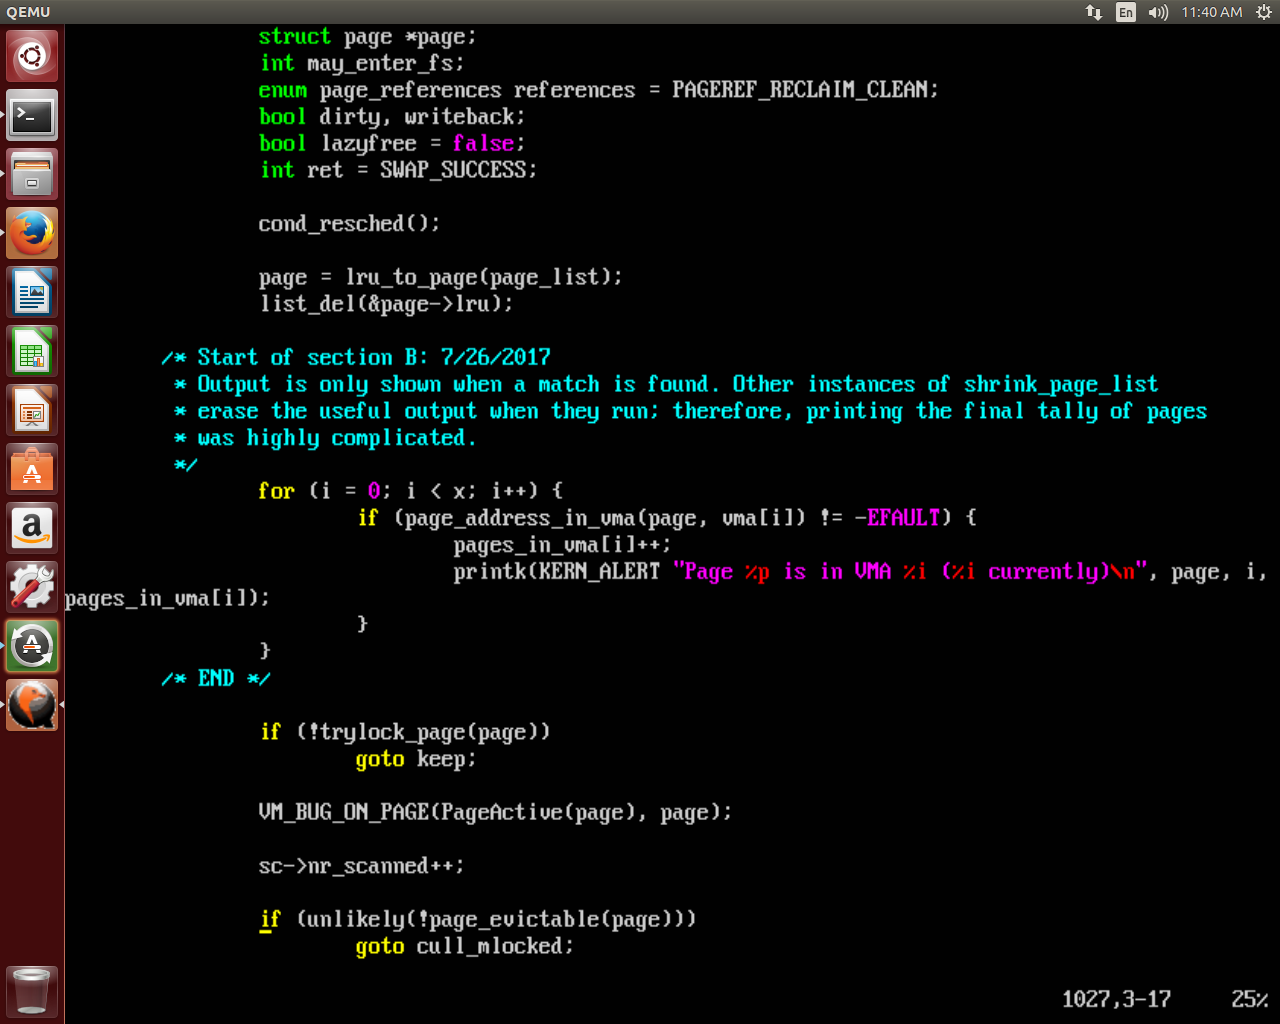 QEMU
En
11:40 AM
struct page *page;
int may_enter_fs;
enum page_references references = PAGEREF_RECLAIM_CLEAN;
bool dirty, writeback;
bool lazyfree = false;
int ret = SWAP_SUCCESS;
cond_resched();
page = lru_to_page(page_list);
list_del(&page->lru);
/* Start of section B: 7/26/2017
* Output is only shown when a match is found. Other instances of shrink_page_list
* erase the useful output when they run; therefore, printing the final tally of pages
* was highly complicated.
*/
for (i = 0; i < x; i++) {
if (page_address_in_vma(page, vma[i]) != -EFAULT) {
pages_in_vma[i]++;
printk(KERN_ALERT "Page %p is in VMA %i (%i currently)\n", page, i,
pages_in_vma[i]);
}
}
/* END */
if (!trylock_page(page))
goto keep;
VM_BUG_ON_PAGE(PageActive(page), page);
sc->nr_scanned++;
if (unlikely(!page_evictable(page)))
goto cull_mlocked;
1027,3-17 25%